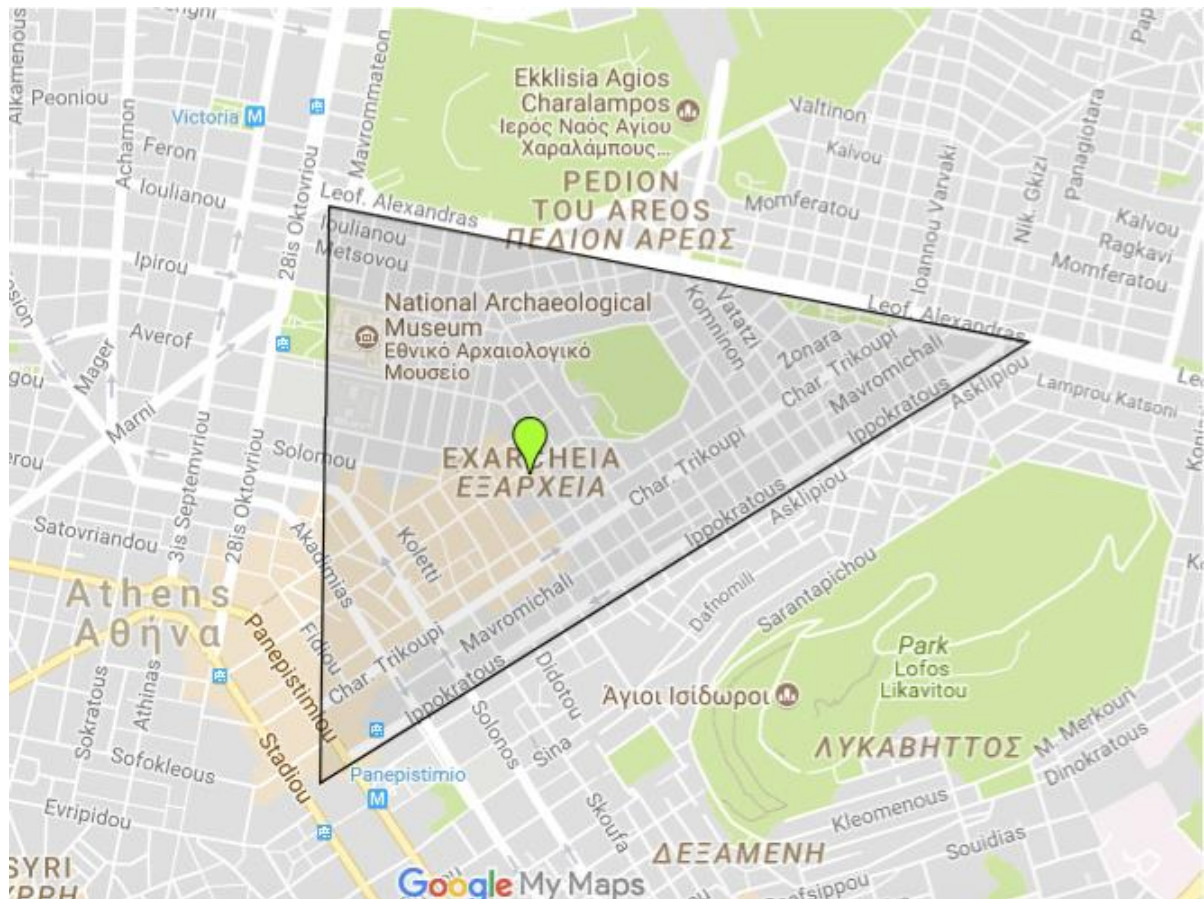 Alkamenous
Peoniou
Acharnon
Victoria M
Mavrommateon
Feron
Ioulianou
28is Oktovriou
Ipirou
Averof
Mager
Marni
Ekklisia Agios
Charalampos
Ιερός Ναός Αγίου
Χαραλάμπους...
Valtinon
Kalvou
Panagiotara
Nik. Gkizi
Ioannou Varvaki
PEDION
TOU AREOS
ΠΕΔΙΟΝ ΑΡΕΩΣ
Momferatou
Kalvou
Ragkavi
Momferatou
Leof. Alexandras
Ioulianou
Metsovou
National Archaeological
Museum
Εθνικό Αρχαιολογικό
Μουσείο
Komninon
Vatatzi
Zonara
Leof. Alexandras
Char. Trikoupi
Mavromichali
Ippokratous
Asklipiou
Lamprou Katsoni
Solomou
EXARCHEIA
ΕΞΑΡΧΕΙΑ
Char. Trikoupi
Ippokratous
Asklipiou
Satovriandou
3is Septemvriou
28is Oktovriou
Akadimias
Koletti
Athens
Αθήνα
Panepistimiou
Fidiou
Mavromichali
Char. Trikoupi
Ippokratous
Dafnomili
Sarantapichou
Didotou
Solonos
Sina
Άγιοι Ισίδωροι
Park
Lofos
Likavitou
ΛΥΚΑΒΗΤΤΟΣ
M. Merkouri
Dinokratous
Sokratous
Athinas
Sofokleous
Stadiou
Panepistimio
M
Evripidou
Skoufa
Kleomenous
Souidias
ΔΕΞΑΜΕΝΗ
Google My Maps